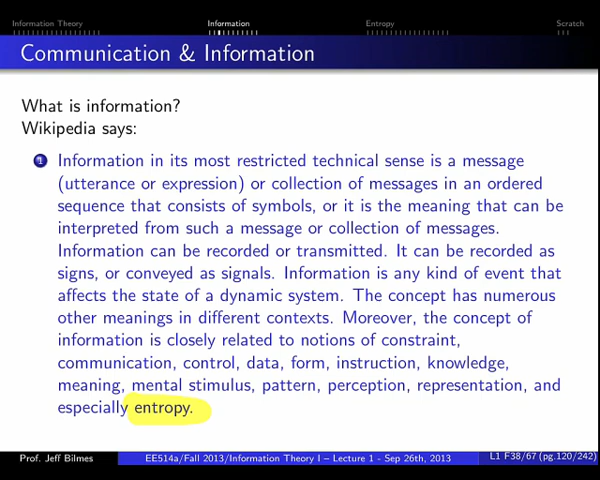 Information Theory Information Entropy Scratch
Communication & Information
What is information?
Wikipedia says:
1 Information in its most restricted technical sense is a message
(utterance or expression) or collection of messages in an ordered
sequence that consists of symbols, or it is the meaning that can be
interpreted from such a message or collection of messages.
Information can be recorded or transmitted. It can be recorded as
signs, or conveyed as signals. Information is any kind of event that
affects the state of a dynamic system. The concept has numerous
other meanings in different contexts. Moreover, the concept of
information is closely related to notions of constraint,
communication, control, data, form, instruction, knowledge,
meaning, mental stimulus, pattern, perception, representation, and
especially entropy.
Prof. Jeff Bilmes EE514a/Fall 2013/Information Theory I – Lecture 1 - Sep 26th, 2013 L1 F38/67 (pg.120/242)